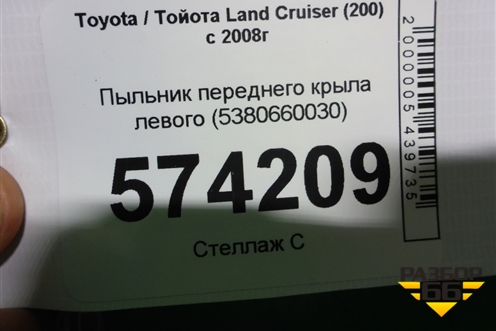 Toyota / Тойота Land Cruiser (200)
с 2008г
Пыльник переднего крыла
левого (5380660030)
574209
Стеллаж С
2000005439735
РАЗБОР
66